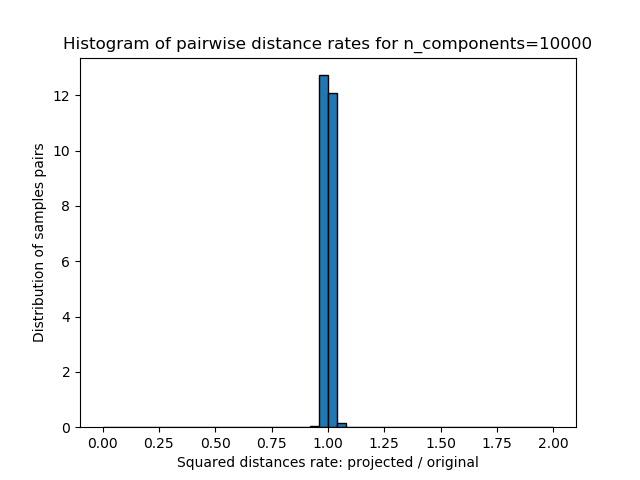 Histogram of pairwise distance rates for n_components=10000
Distribution of samples pairs
12
10
8
6
4
2
0
0.00 0.25 0.50 0.75 1.00 1.25 1.50 1.75 2.00
Squared distances rate: projected / original